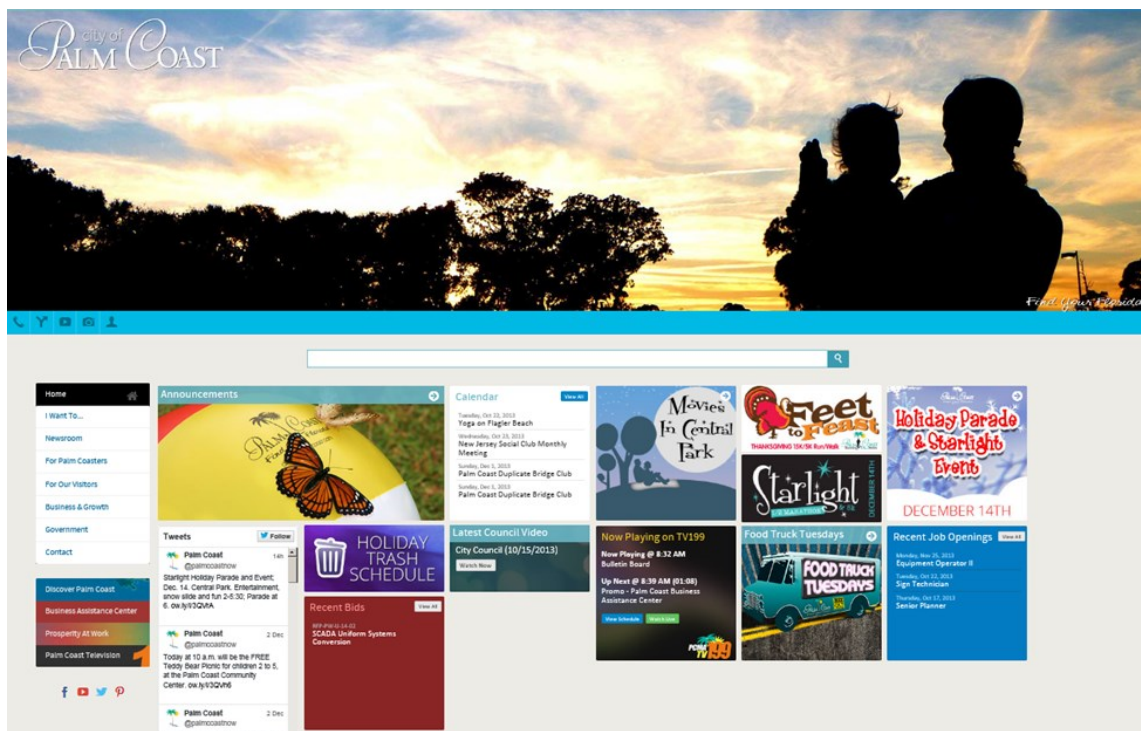 city of
PALM COAST
Find Your Florida
Home
I Want To...
Newsroom
For Palm Coasters
For Our Visitors
Business & Growth
Government
Contact
Discover Palm Coast
Business Assistance Center
Prosperity At Work
Palm Coast Television
Announcements
Calendar
View All
Tuesday, Oct 22, 2013
Yoga on Flagler Beach
Wednesday, Oct 23, 2013
New Jersey Social Club Monthly
Meeting
Sunday, Dec 1, 2013
Palm Coast Duplicate Bridge Club
Sunday, Dec 1, 2013
Palm Coast Duplicate Bridge Club
Movies
In Central
Park
Feet
to Feast
THANKSGIVING 15K/5K Run/Walk
Starlight
DECEMBER 14TH
Palm Coast
Holiday Parade
& Starlight
Event
DECEMBER 14TH
Tweets
Follow
Palm Coast 14h
@palmcoastnow
Starlight Holiday Parade and Event;
Dec. 14. Central Park. Entertainment,
snow slide and fun 2-5:30; Parade at
6. ow.ly/i/3QVtA
Palm Coast 2 Dec
@palmcoastnow
Today at 10 a.m. will be the FREE
Teddy Bear Picnic for children 2 to 5,
at the Palm Coast Community
Center. ow.ly/i/3QVh6
Palm Coast 2 Dec
@palmcoastnow
HOLIDAY
TRASH
SCHEDULE
Recent Bids
View All
RFP-PW-U-14-02
SCADA Uniform Systems
Conversion
Latest Council Video
City Council (10/15/2013)
Watch Now
Now Playing on TV199
Now Playing @ 8:32 AM
Bulletin Board
Up Next @ 8:39 AM (01:08)
Promo - Palm Coast Business
Assistance Center
View Schedule
Watch Live
TV199
Food Truck Tuesdays
FOOD TRUCK
TUESDAYS
Recent Job Openings
View All
Monday, Nov 25, 2013
Equipment Operator II
Sign Technician
Thursday, Oct 17, 2013
Senior Planner